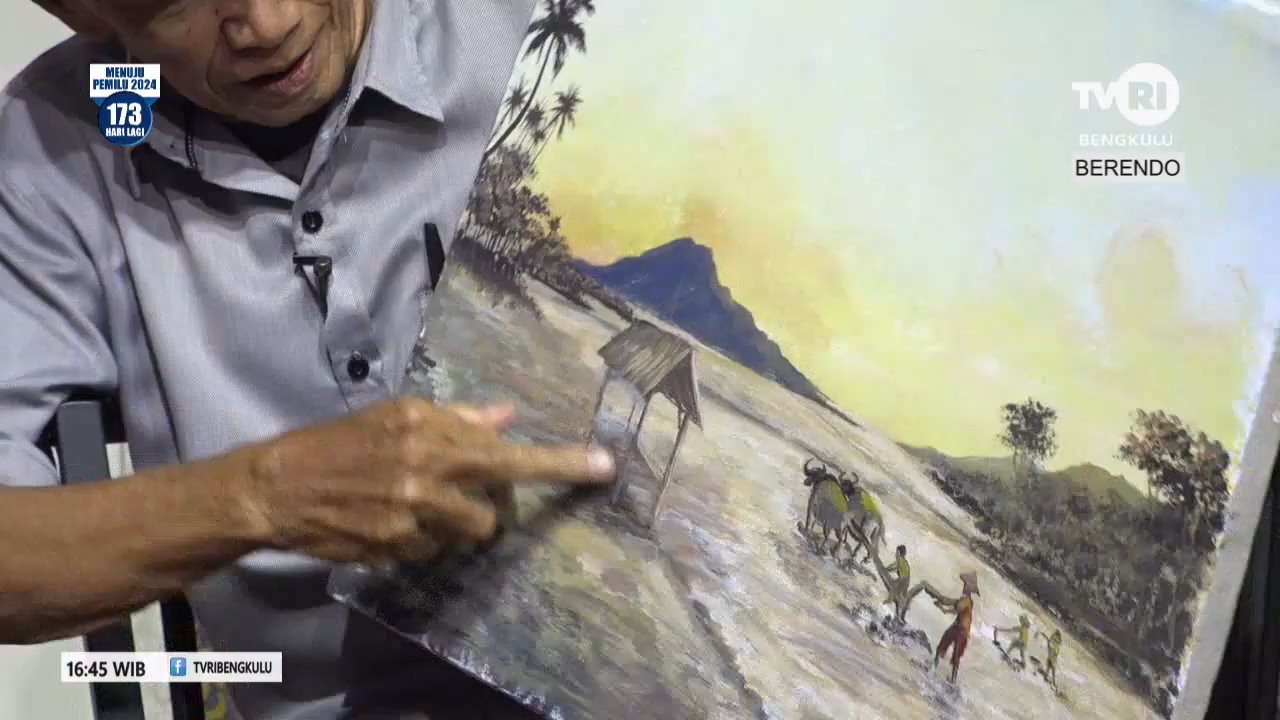 MENUJU
PEMILU 2024
173
HARI LAGI
TVRI
BENGKULU
BERENDO
16:45 WIB
TVRIBENGKULU